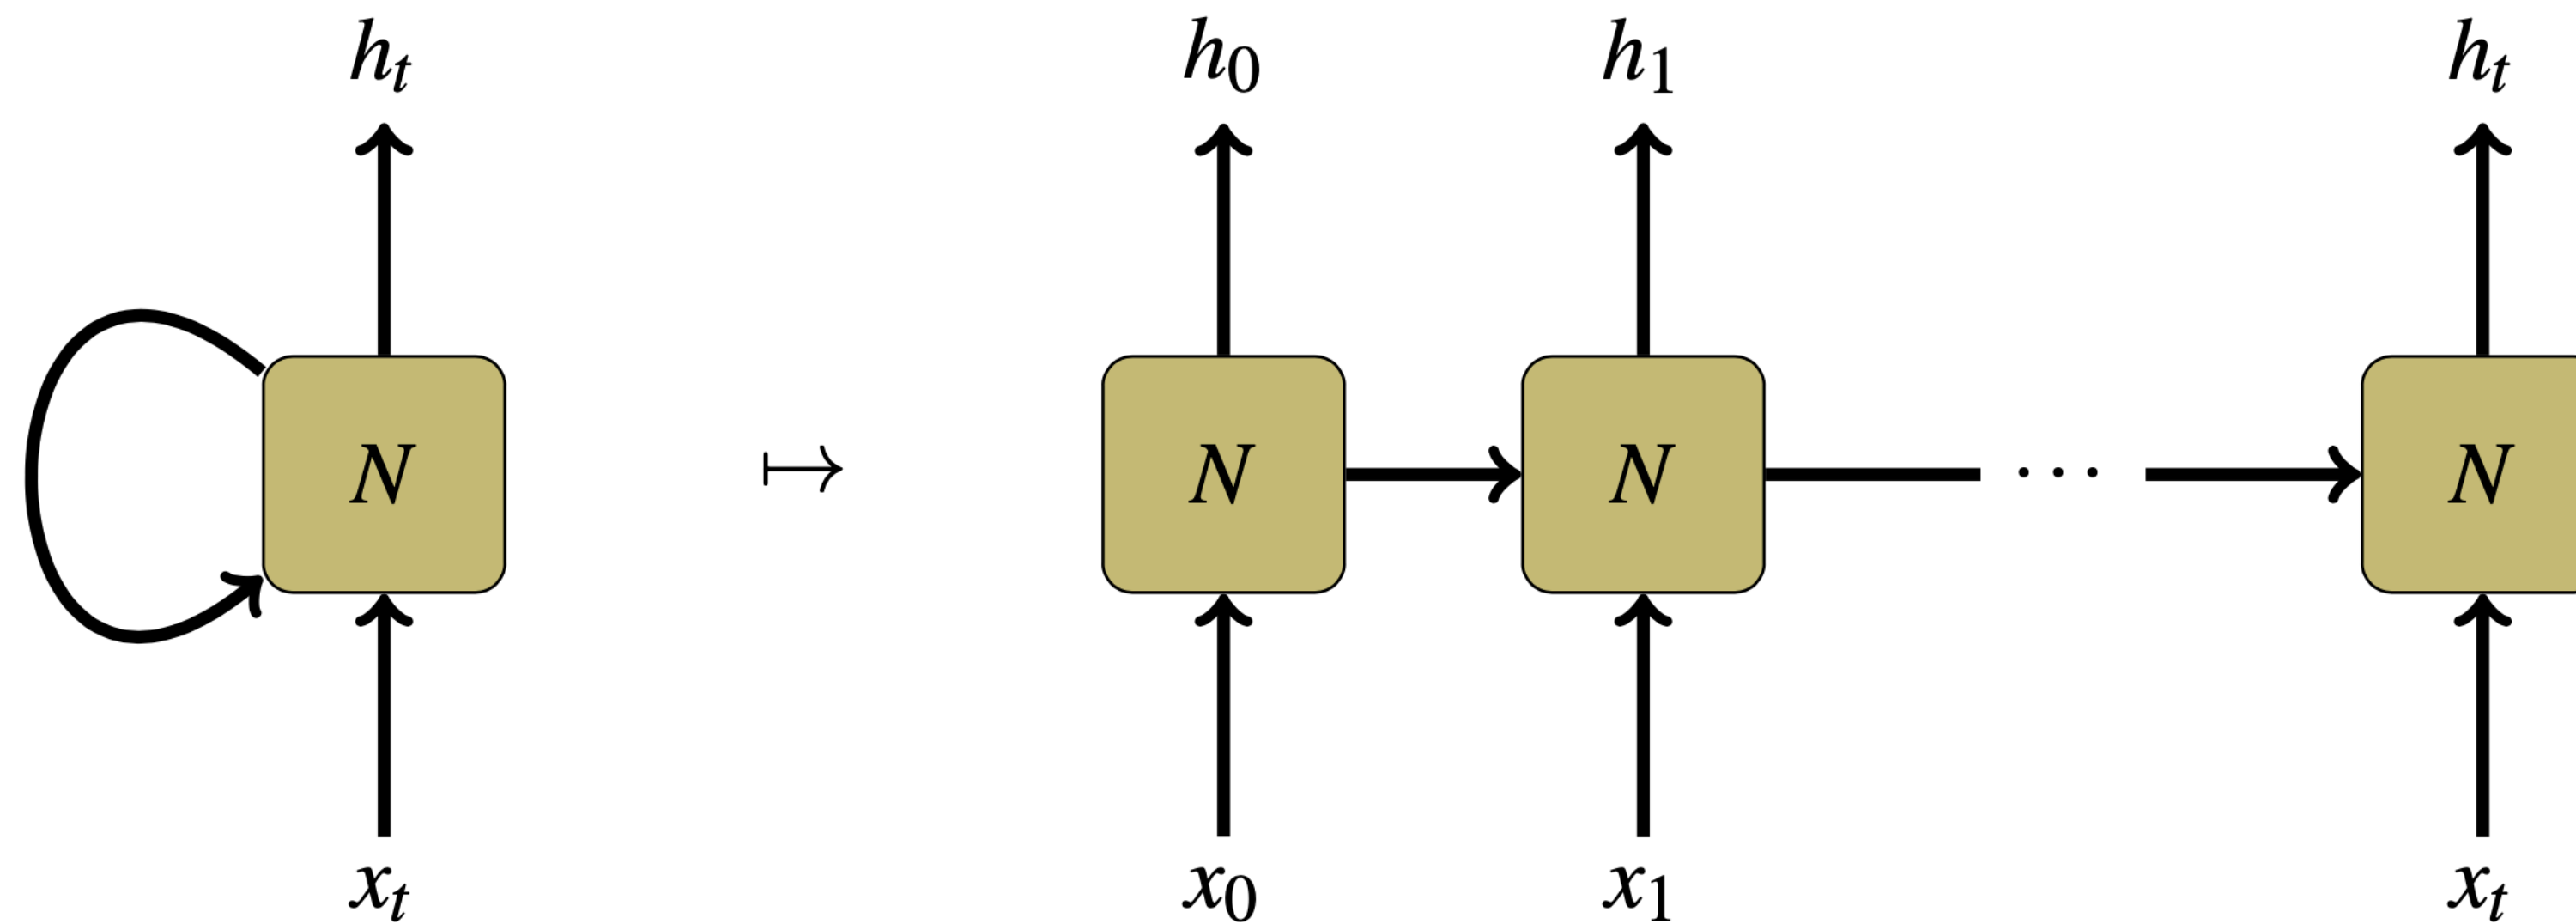 h_t h_0 h_1 h_t
N ↦ N N ··· N
x_t x_0 x_1 x_t